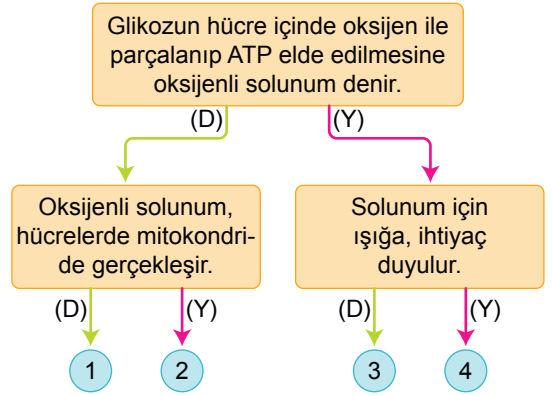 Glikozun hücre içinde oksijen ile
parçalanıp ATP elde edilmesine
oksijenli solunum denir.
(D)
(Y)
Oksijenli solunum,
hücrelerde mitokondri-
de gerçekleşir.
Solunum için
ışığa, ihtiyaç
duyulur.
(D)
(Y)
(D)
(Y)
1
2
3
4